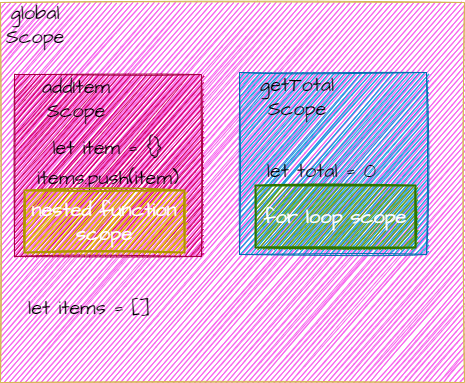 global
Scope
addItem
Scope
let item = {}
items.push(item)
nested function
scope
getTotal
Scope
let total = 0
for loop scope
let items = []